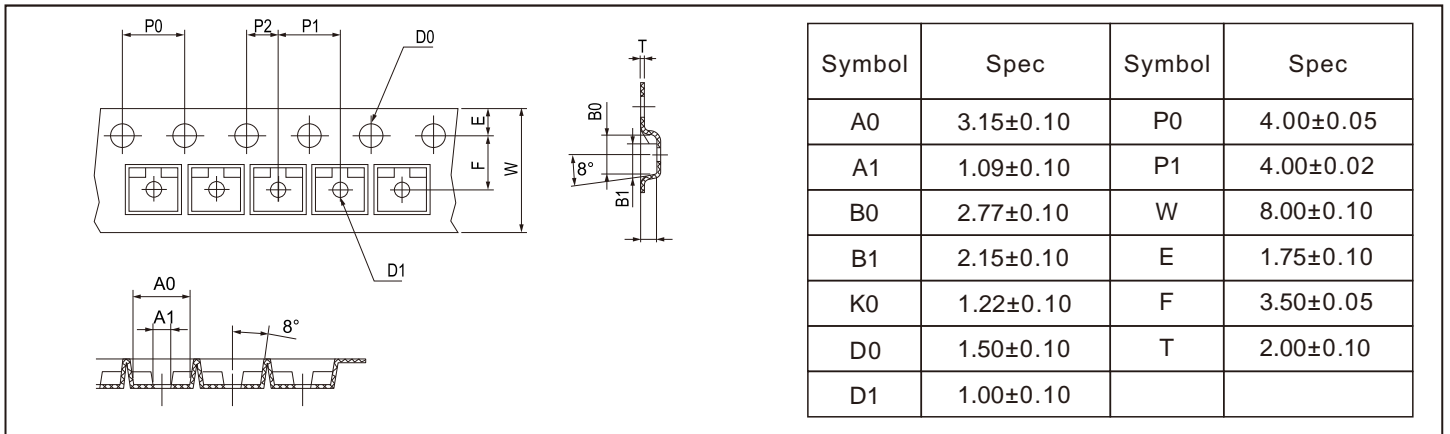 P0 P2 P1 D0
E
F
W
D1
T
B0
8°
B1
A0
A1
8°
Symbol Spec Symbol Spec
A0 3.15±0.10 P0 4.00±0.05
A1 1.09±0.10 P1 4.00±0.02
B0 2.77±0.10 W 8.00±0.10
B1 2.15±0.10 E 1.75±0.10
K0 1.22±0.10 F 3.50±0.05
D0 1.50±0.10 T 2.00±0.10
D1 1.00±0.10